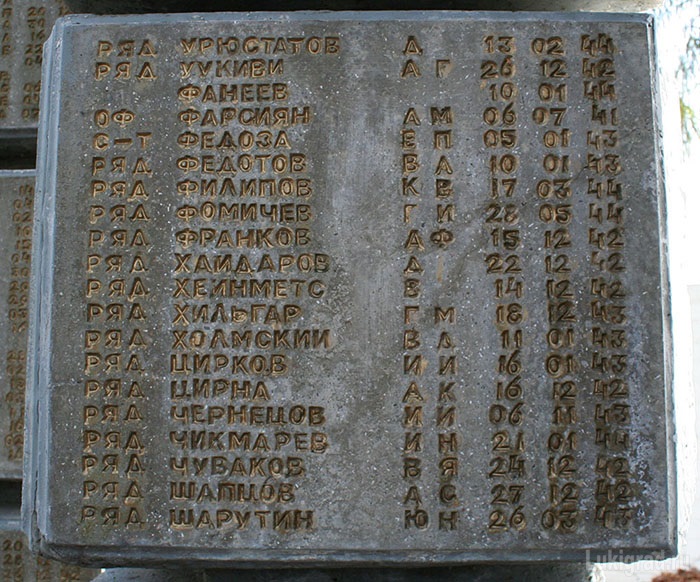 РЯД УРЮСТАТОВ Д 13 02 44
РЯД УУКИВИ А Г 26 12 42
ФАНЕЕВ 10 01 44
ОФ ФАРСИЯН А М 06 07 41
С-Т ФЕДОЗА Е П 05 01 43
РЯД ФЕДОТОВ В А 10 01 43
РЯД ФИЛИПОВ К В 17 03 44
РЯД ФОМИЧЕВ Г И 28 05 44
РЯД ФРАНКОВ А Ф 15 12 42
РЯД ХАИДАРОВ Д 22 12 42
РЯД ХЕИНМЕТС В 14 12 42
РЯД ХИЛЬГАР Г М 18 12 43
РЯД ХОЛМСКИИ В Д 11 01 43
РЯД ЦИРКОВ И И 16 01 43
РЯД ЦИРНА А К 16 12 42
РЯД ЧЕРНЕЦОВ И И 06 11 43
РЯД ЧИКМАРЕВ И Н 21 01 44
РЯД ЧУВАКОВ В Я 24 12 42
РЯД ШАПЦОВ А С 27 12 42
РЯД ШАРУТИН Ю Н 26 03 43